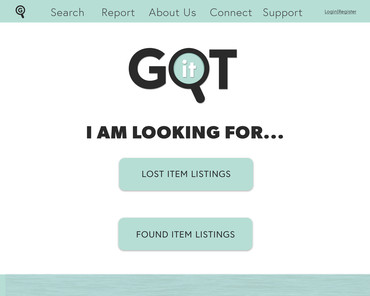 Search Report About Us Connect Support Login/Register
GOT
it
I AM LOOKING FOR...
LOST ITEM LISTINGS
FOUND ITEM LISTINGS